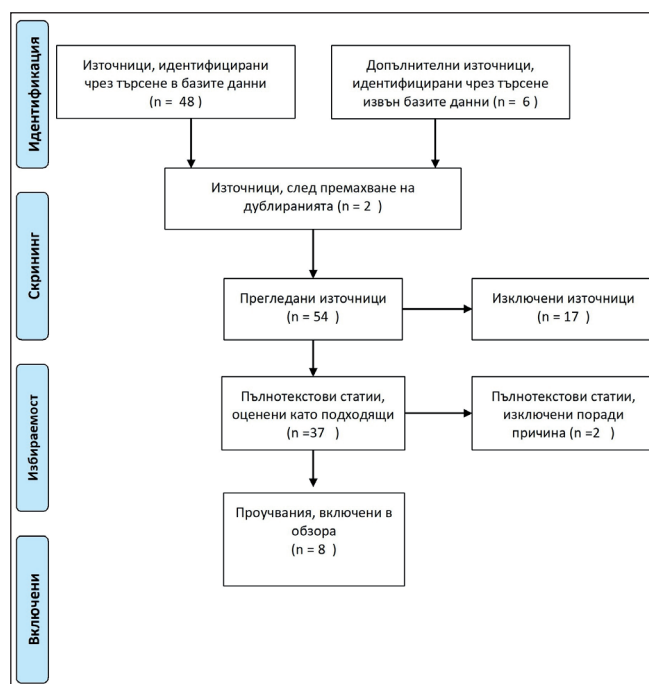 Идентификация
Източници, идентифицирани
чрез търсене в базите данни
(n = 48 )
Допълнителни източници,
идентифицирани чрез търсене
извън базите данни (n = 6 )
Източници, след премахване на
дублиранията (n = 2 )
Скрининг
Прегледани източници
(n = 54 )
Изключени източници
(n = 17 )
Избираемост
Пълнотекстови статии,
оценени като подходящи
(n =37 )
Пълнотекстови статии,
изключени поради
причина (n =2 )
Проучвания, включени в
обзора
(n = 8 )
Включени